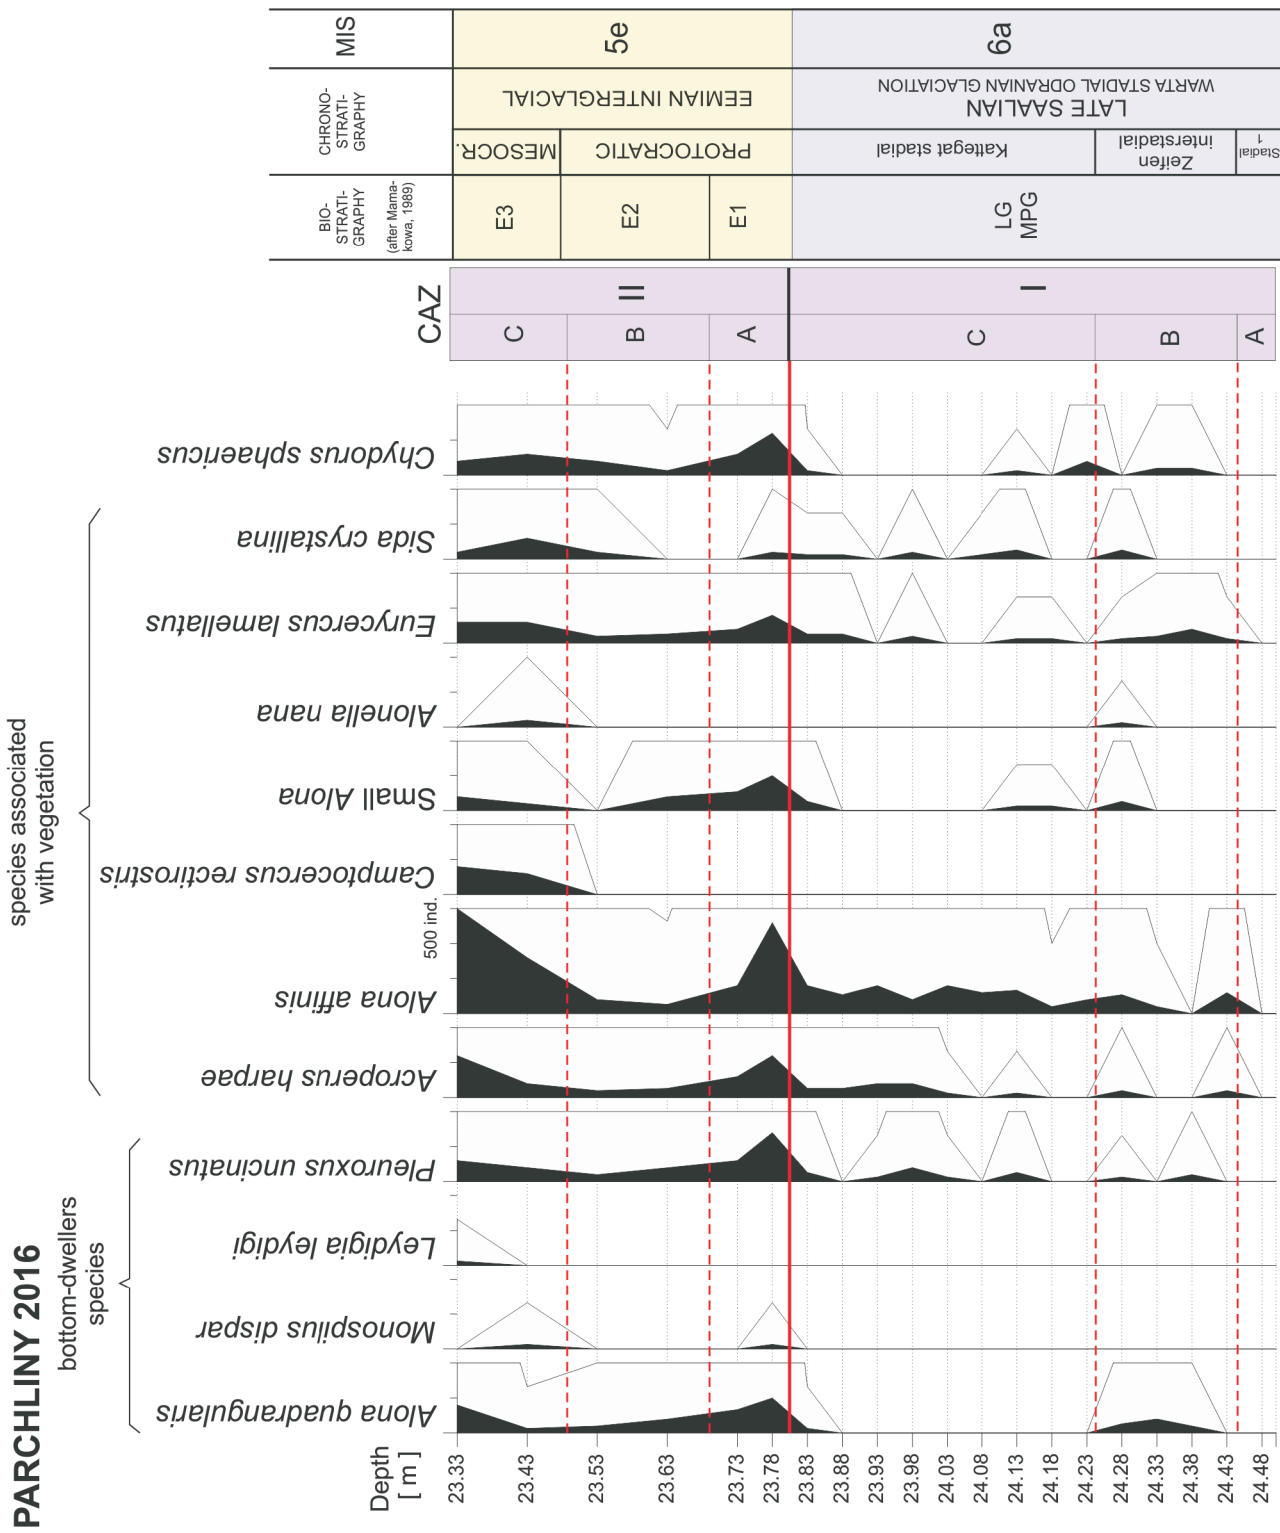 PARCHLINY 2016
bottom-dwellers
species
species associated
with vegetation
Depth
[ m ]
Alona quadrangularis
Monospilus dispar
Leydigia leydigi
Pleuroxus uncinatus
Acroperus harpae
Alona affinis
500 ind.
Camptocercus rectirostris
Small Alona
Alonella nana
Eurycercus lamellatus
Sida crystallina
Chydorus sphaericus
CAZ
BIO-
STRATI-
GRAPHY
(after Mama-
kowa, 1989)
CHRONO-
STRATI-
GRAPHY
MIS
23.33
23.43
23.53
23.63
23.73
23.78
23.83
23.88
23.93
23.98
24.03
24.08
24.13
24.18
24.23
24.28
24.33
24.38
24.43
24.48
C
B
A
C
B
A
II
I
E3
E2
E1
LG
MPG
MESOCR.
PROTOCRATIC
Kattegat stadial
Zeifen
interstadial
Stadial
1
EEMIAN INTERGLACIAL
LATE SAALIAN
WARTA STADIAL ODRANIAN GLACIATION
5e
6a